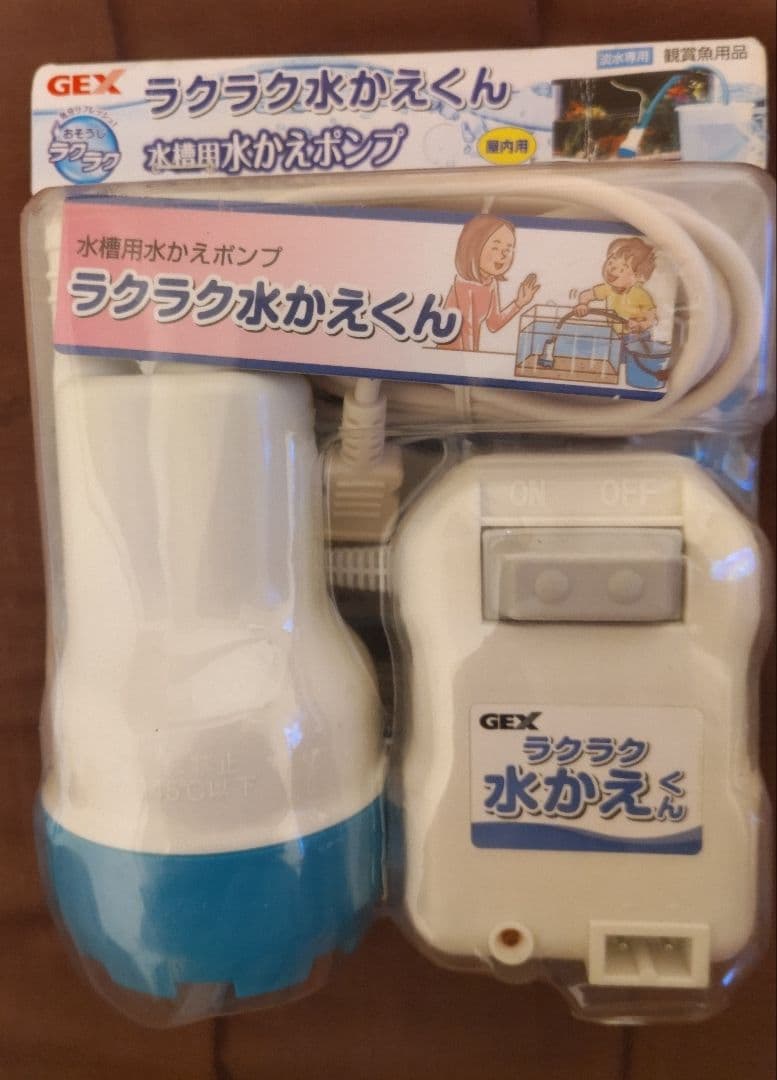 GEX
ラクラク水かえくん
淡水専用 観賞魚用品
おそうじ
ラクラク
水槽用水かえポンプ
屋内用
水槽用水かえポンプ
ラクラク水かえくん
ON OFF
GEX
ラクラク
水かえくん